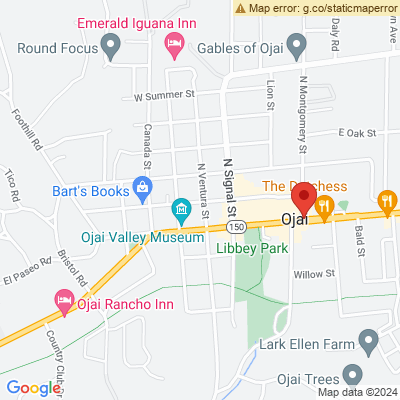 Map error: g.co/staticmaperror
Emerald Iguana Inn
Round Focus
Gables of Ojai
Daly Rd
W Summer St
Lion St
N Montgomery St
Foothill Rd
Canada St
E Oak St
Tico Rd
N Ventura St
N Signal St
Bart's Books
The D chess
Ojai Valley Museum
150
Ojai
Libbey Park
Bald St
El Paseo Rd
Bristol Rd
Willow St
Ojai Rancho Inn
Country Club
Lark Ellen Farm
Ojai Trees
Google
Map data ©2024